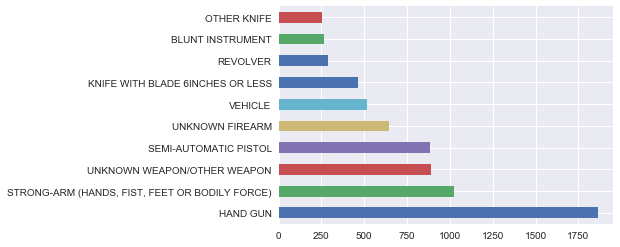 OTHER KNIFE
BLUNT INSTRUMENT
REVOLVER
KNIFE WITH BLADE 6INCHES OR LESS
VEHICLE
UNKNOWN FIREARM
SEMI-AUTOMATIC PISTOL
UNKNOWN WEAPON/OTHER WEAPON
STRONG-ARM (HANDS, FIST, FEET OR BODILY FORCE)
HAND GUN
0 250 500 750 1000 1250 1500 1750